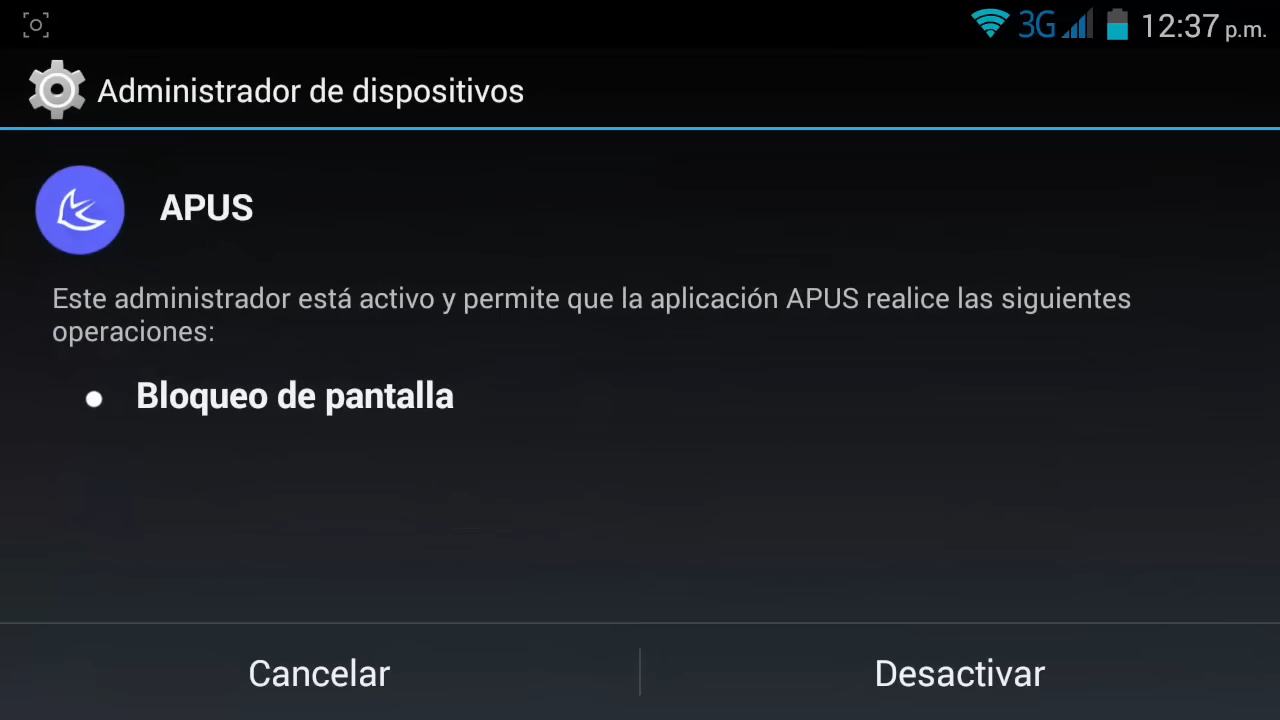 3G 12:37 p.m.
Administrador de dispositivos
APUS
Este administrador está activo y permite que la aplicación APUS realice las siguientes
operaciones:
Bloqueo de pantalla
Cancelar
Desactivar